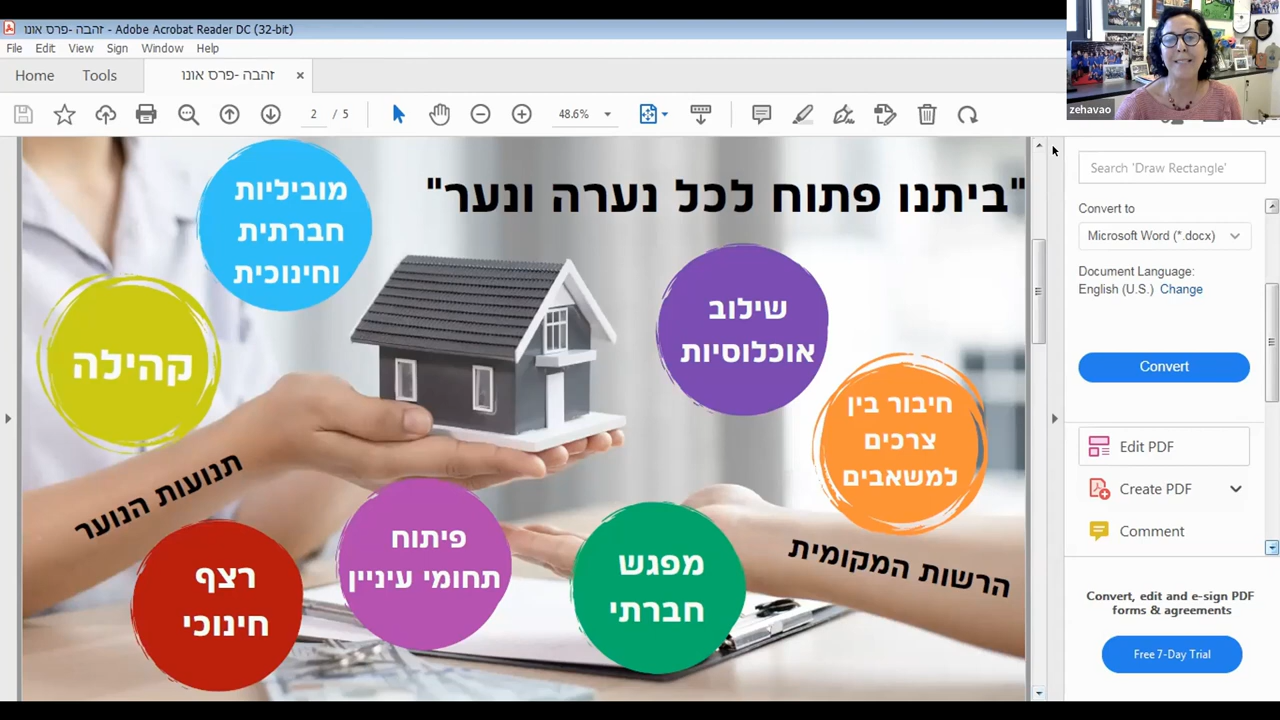 זהבה -פרס אונו - Adobe Acrobat Reader DC (32-bit)
File Edit View Sign Window Help
Home Tools זהבה -פרס אונו ×
2 / 5 48.6%
zehavao
"ביתנו פתוח לכל נערה ונער"
מוביליות
חברתית
וחינוכית
קהילה
שילוב
אוכלוסיות
חיבור בין
צרכים
למשאבים
תנועות הנוער
הרשות המקומית
רצף
חינוכי
פיתוח
תחומי עיניין
מפגש
חברתי
Search 'Draw Rectangle'
Convert to
Microsoft Word (*.docx)
Document Language:
English (U.S.) Change
Convert
Edit PDF
Create PDF
Comment
Convert, edit and e-sign PDF
forms & agreements
Free 7-Day Trial